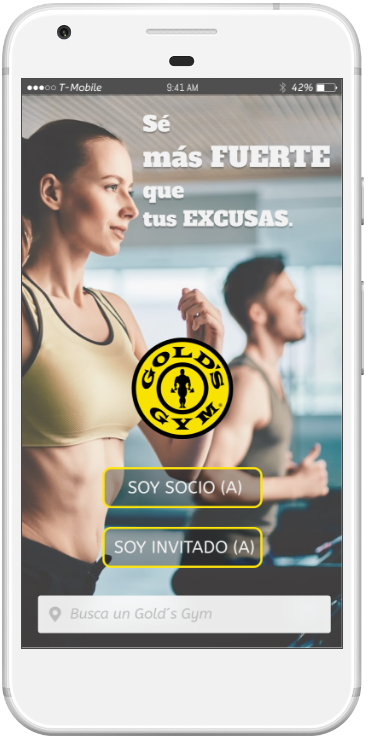 T-Mobile 9:41 AM 42%
Sé
más FUERTE
que
tus EXCUSAS.
GOLD'S
GYM
SOY SOCIO (A)
SOY INVITADO (A)
Busca un Gold´s Gym